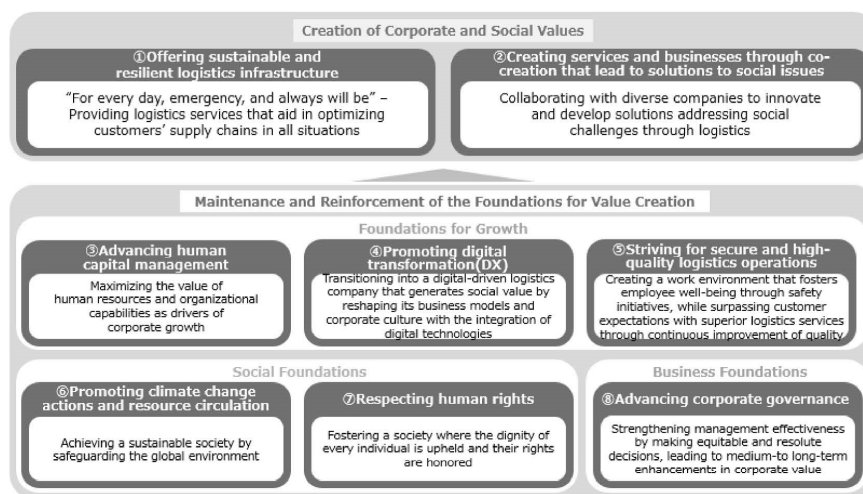 Creation of Corporate and Social Values
①Offering sustainable and
resilient logistics infrastructure
“For every day, emergency, and always will be” –
Providing logistics services that aid in optimizing
customers’ supply chains in all situations
②Creating services and businesses through co-
creation that lead to solutions to social issues
Collaborating with diverse companies to innovate
and develop solutions addressing social
challenges through logistics
Maintenance and Reinforcement of the Foundations for Value Creation
Foundations for Growth
③Advancing human
capital management
Maximizing the value of
human resources and organizational
capabilities as drivers of
corporate growth
④Promoting digital
transformation(DX)
Transitioning into a digital-driven logistics
company that generates social value by
reshaping its business models and
corporate culture with the integration of
digital technologies
⑤Striving for secure and high-
quality logistics operations
Creating a work environment that fosters
employee well-being through safety
initiatives, while surpassing customer
expectations with superior logistics services
through continuous improvement of quality
Social Foundations
⑥Promoting climate change
actions and resource circulation
Achieving a sustainable society by
safeguarding the global environment
⑦Respecting human rights
Fostering a society where the dignity of
every individual is upheld and their rights
are honored
Business Foundations
⑧Advancing corporate governance
Strengthening management effectiveness
by making equitable and resolute
decisions, leading to medium-to long-term
enhancements in corporate value